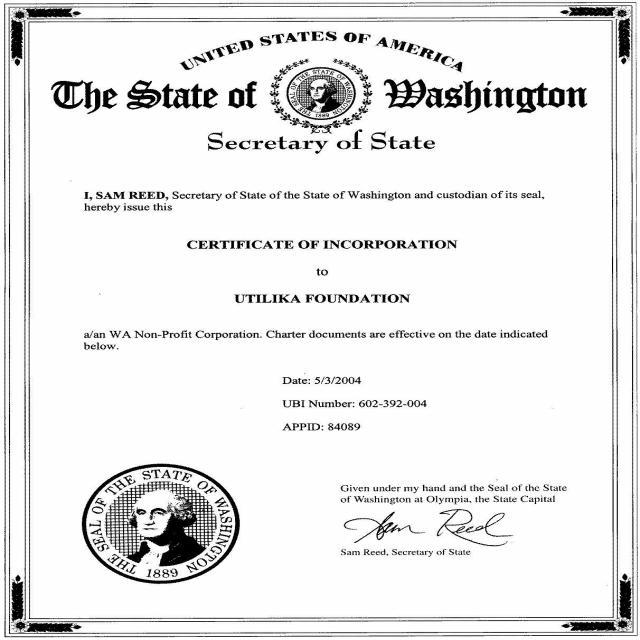 UNITED STATES OF AMERICA
The State of Washington
THE SEAL OF THE STATE OF WASHINGTON
1889
Secretary of State
I, SAM REED, Secretary of State of the State of Washington and custodian of its seal,
hereby issue this
CERTIFICATE OF INCORPORATION
to
UTILIKA FOUNDATION
a/an WA Non-Profit Corporation. Charter documents are effective on the date indicated
below.
Date: 5/3/2004
UBI Number: 602-392-004
APPID: 84089
THE SEAL OF THE STATE OF WASHINGTON
1889
Given under my hand and the Seal of the State
of Washington at Olympia, the State Capital
Sam Reed
Sam Reed, Secretary of State